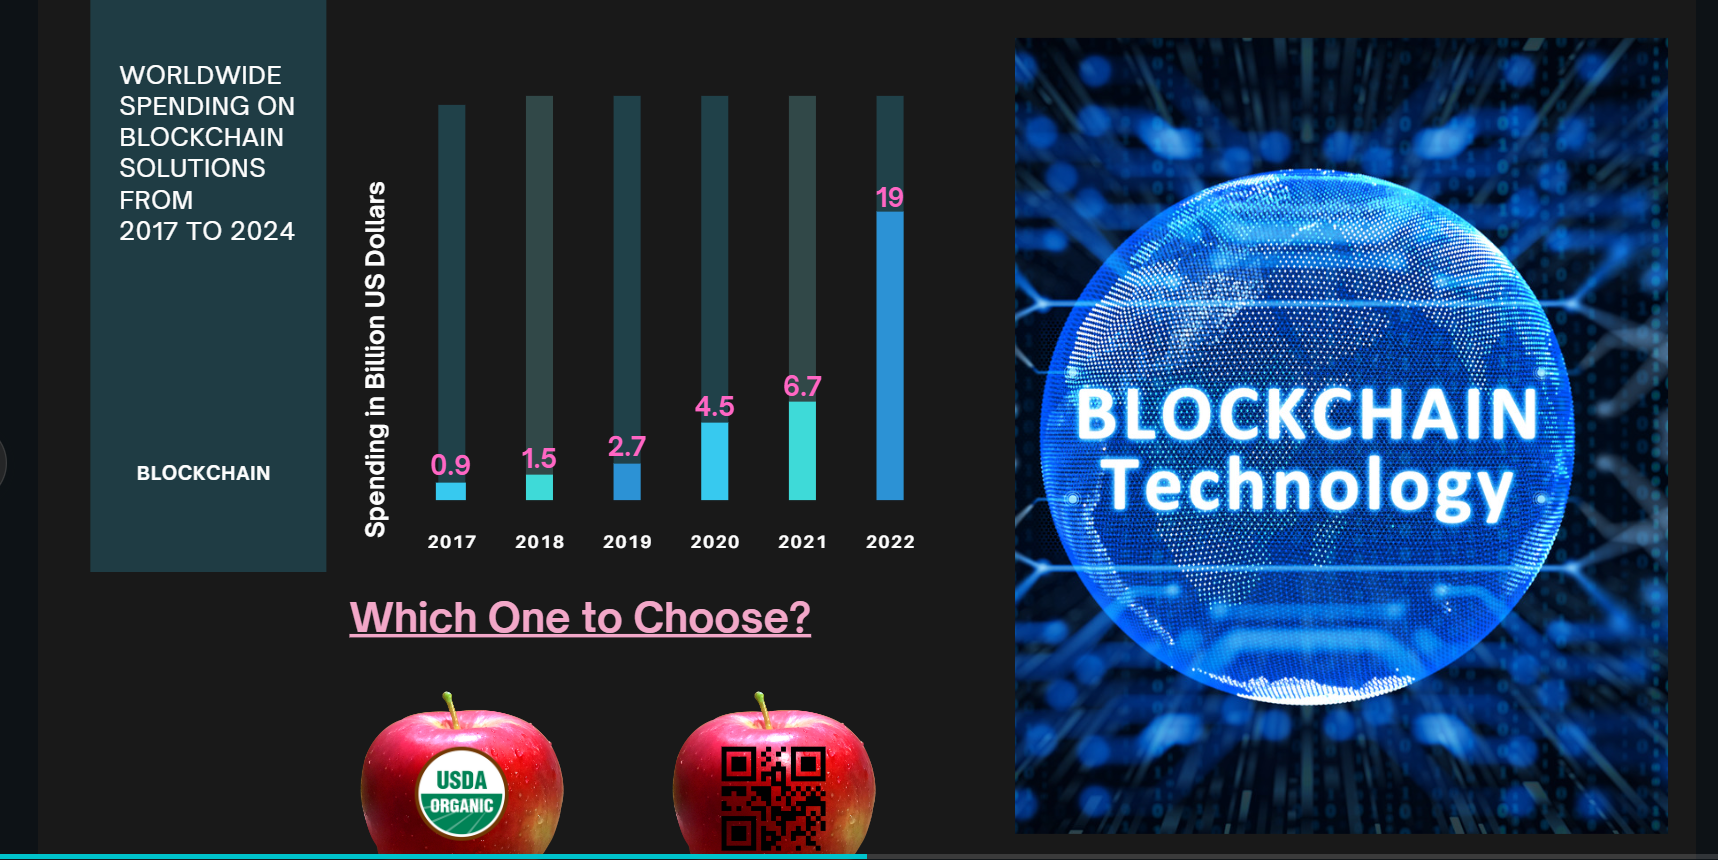 WORLDWIDE
SPENDING ON
BLOCKCHAIN
SOLUTIONS
FROM
2017 TO 2024
BLOCKCHAIN
Spending in Billion US Dollars
0.9
1.5
2.7
4.5
6.7
19
2017
2018
2019
2020
2021
2022
Which One to Choose?
USDA
ORGANIC
BLOCKCHAIN
Technology